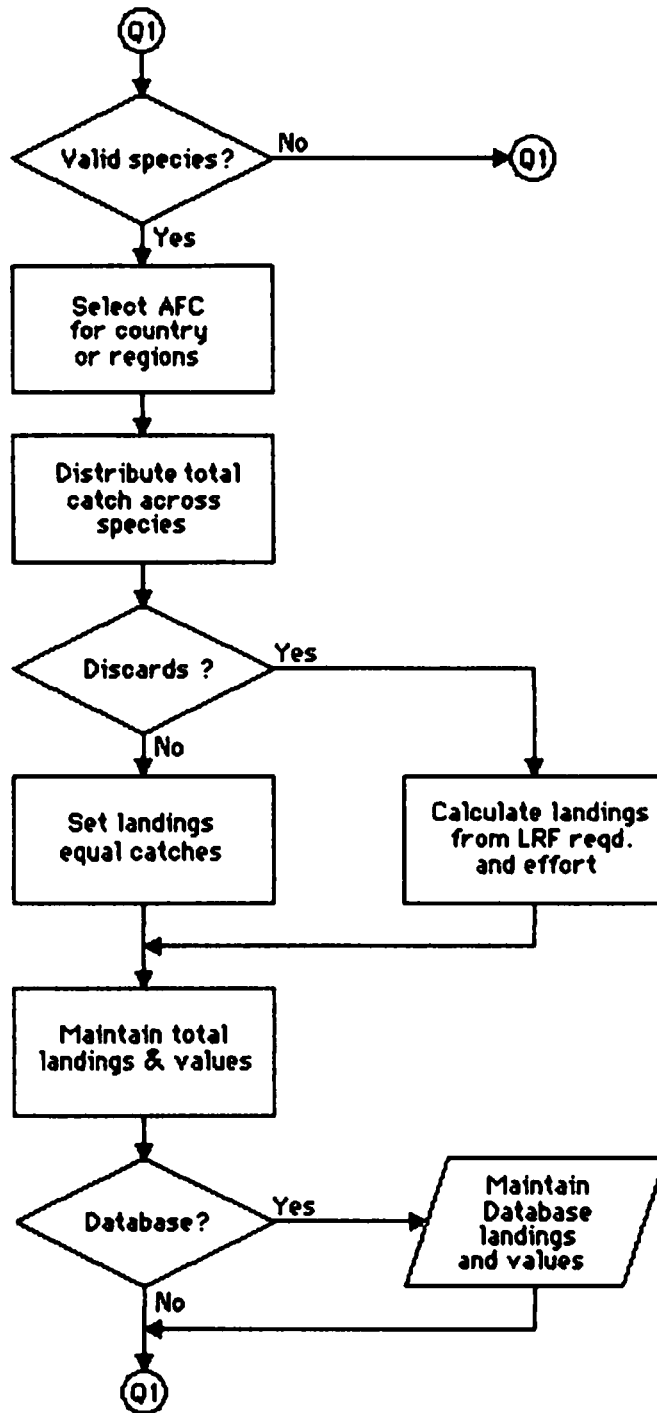 Q1
Valid species?
No
Q1
Yes
Select AFC
for country
or regions
Distribute total
catch across
species
Discards ?
Yes
No
Set landings
equal catches
Calculate landings
from LRF reqd.
and effort
Maintain total
landings & values
Database?
Yes
Maintain
Database
landings
and values
No
Q1